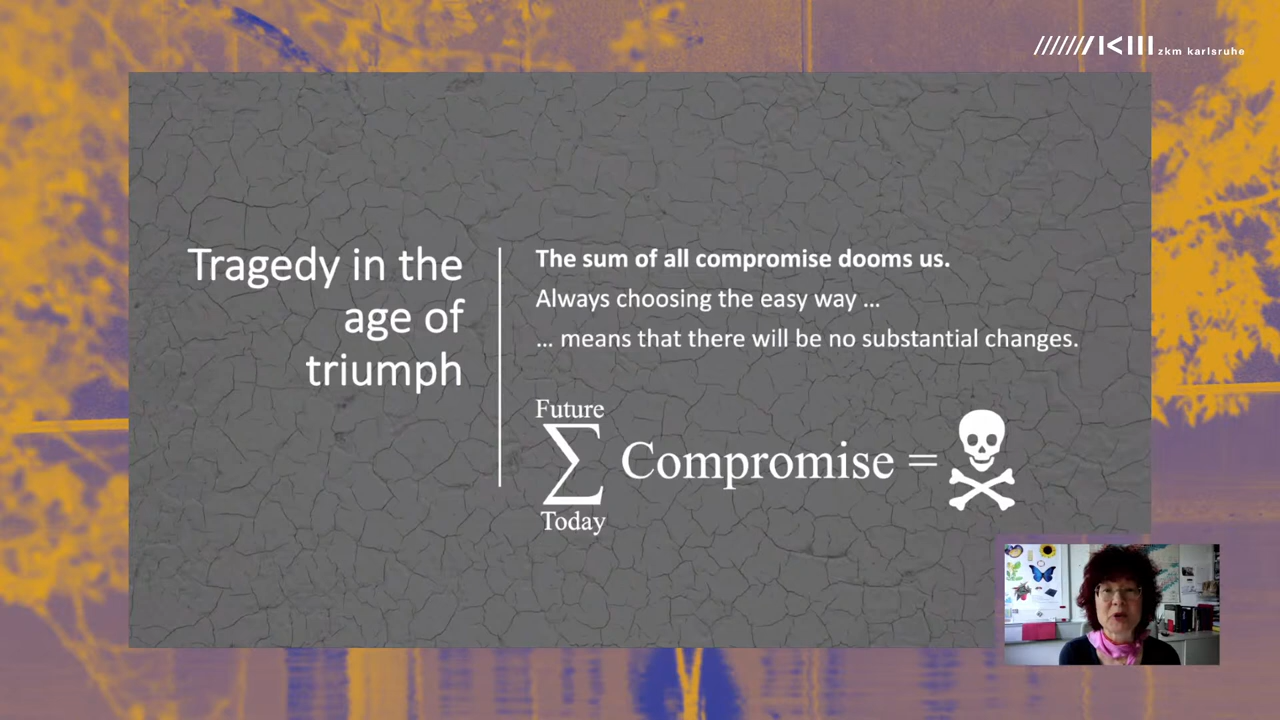 zkm karlsruhe
Tragedy in the
age of
triumph
The sum of all compromise dooms us.
Always choosing the easy way …
… means that there will be no substantial changes.
Future
∑ Compromise =
Today